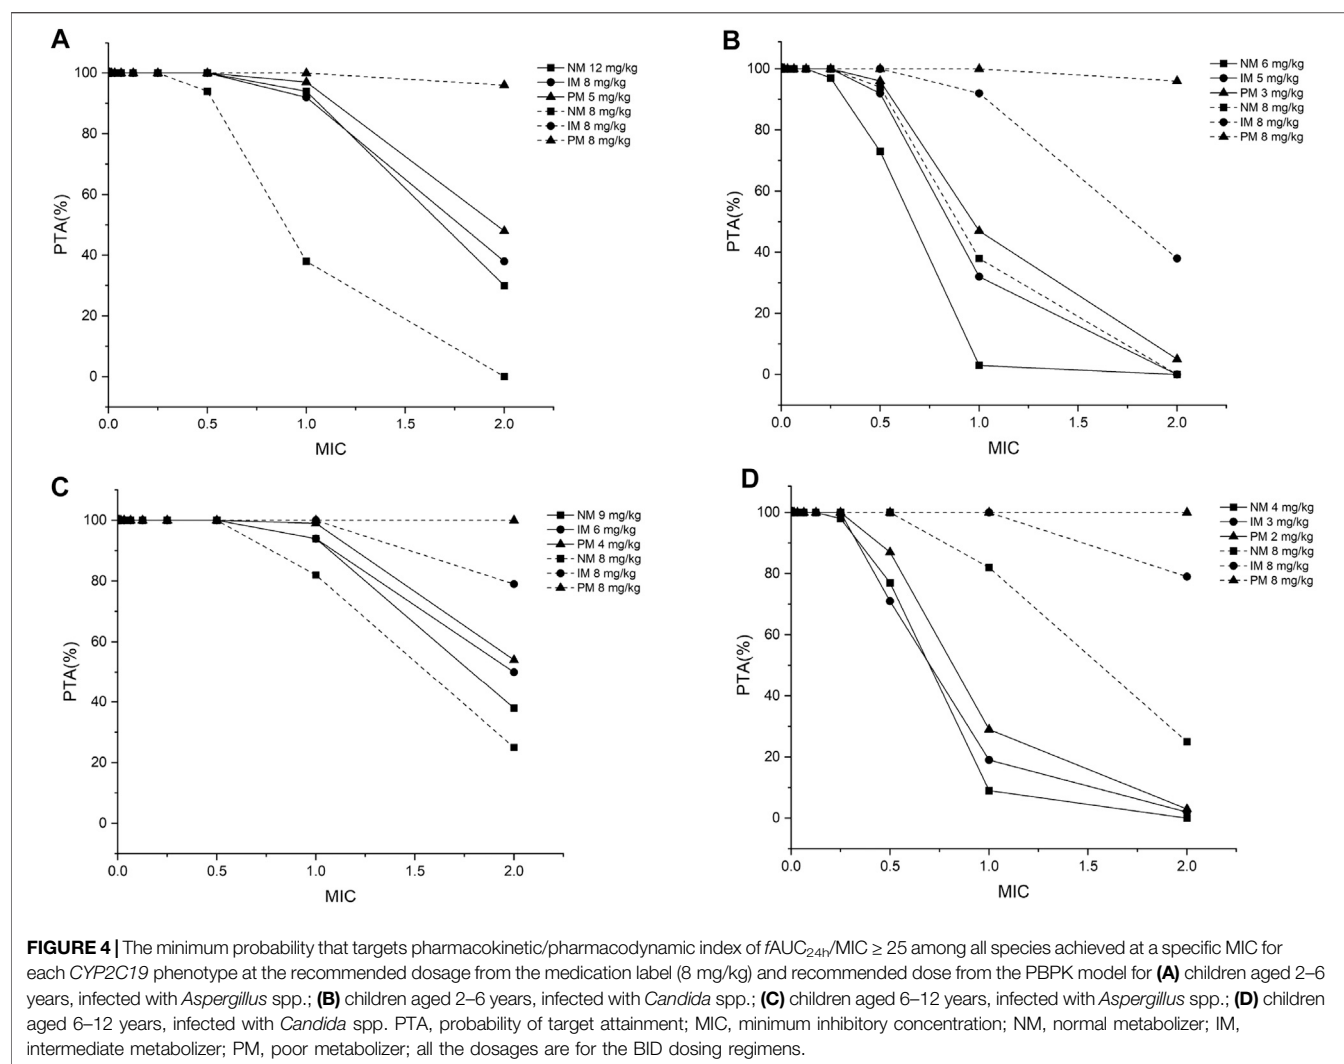 A
100
80
60
40
20
0
PTA(%)
0.0 0.5 1.0 1.5 2.0
MIC
NM 12 mg/kg
IM 8 mg/kg
PM 5 mg/kg
NM 8 mg/kg
IM 8 mg/kg
PM 8 mg/kg
B
100
80
60
40
20
0
PTA(%)
0.0 0.5 1.0 1.5 2.0
MIC
NM 6 mg/kg
IM 5 mg/kg
PM 3 mg/kg
NM 8 mg/kg
IM 8 mg/kg
PM 8 mg/kg
C
100
80
60
40
20
0
PTA(%)
0.0 0.5 1.0 1.5 2.0
MIC
NM 9 mg/kg
IM 6 mg/kg
PM 4 mg/kg
NM 8 mg/kg
IM 8 mg/kg
PM 8 mg/kg
D
100
80
60
40
20
0
PTA(%)
0.0 0.5 1.0 1.5 2.0
MIC
NM 4 mg/kg
IM 3 mg/kg
PM 2 mg/kg
NM 8 mg/kg
IM 8 mg/kg
PM 8 mg/kg
FIGURE 4 | The minimum probability that targets pharmacokinetic/pharmacodynamic index of fAUC24h/MIC ≥ 25 among all species achieved at a specific MIC for
each CYP2C19 phenotype at the recommended dosage from the medication label (8 mg/kg) and recommended dose from the PBPK model for (A) children aged 2–6
years, infected with Aspergillus spp.; (B) children aged 2–6 years, infected with Candida spp.; (C) children aged 6–12 years, infected with Aspergillus spp.; (D) children
aged 6–12 years, infected with Candida spp. PTA, probability of target attainment; MIC, minimum inhibitory concentration; NM, normal metabolizer; IM,
intermediate metabolizer; PM, poor metabolizer; all the dosages are for the BID dosing regimens.